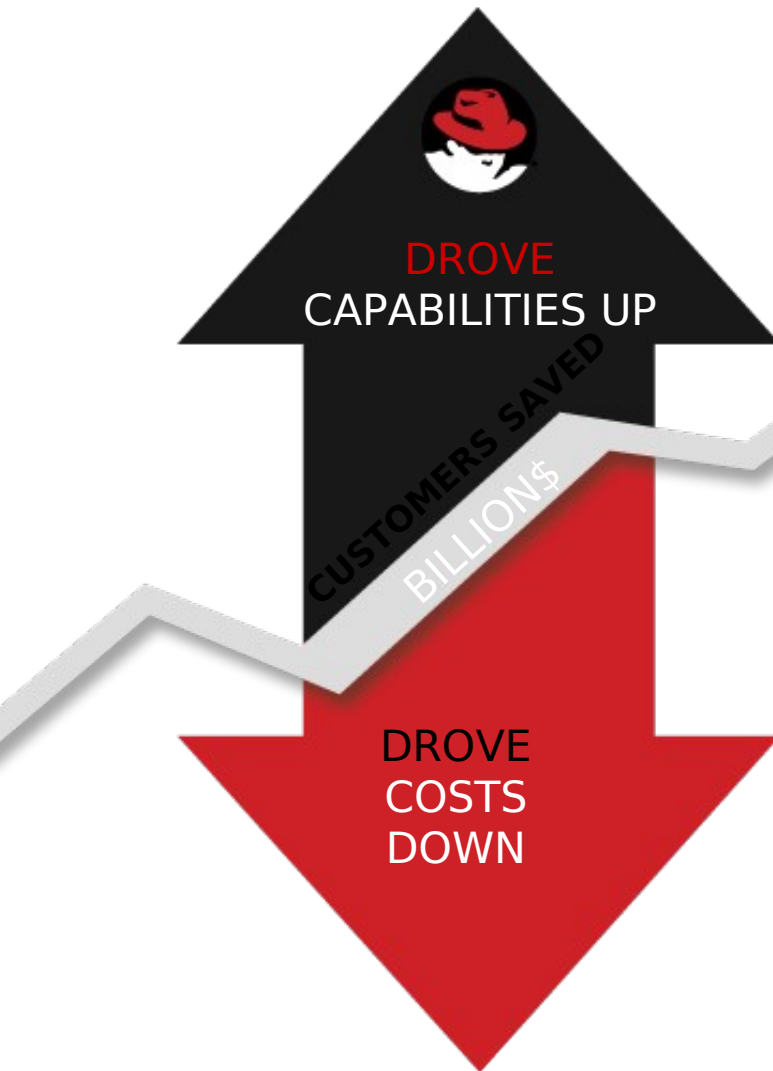 DROVE
CAPABILITIES UP
CUSTOMERS SAVED
BILLION$
DROVE
COSTS
DOWN